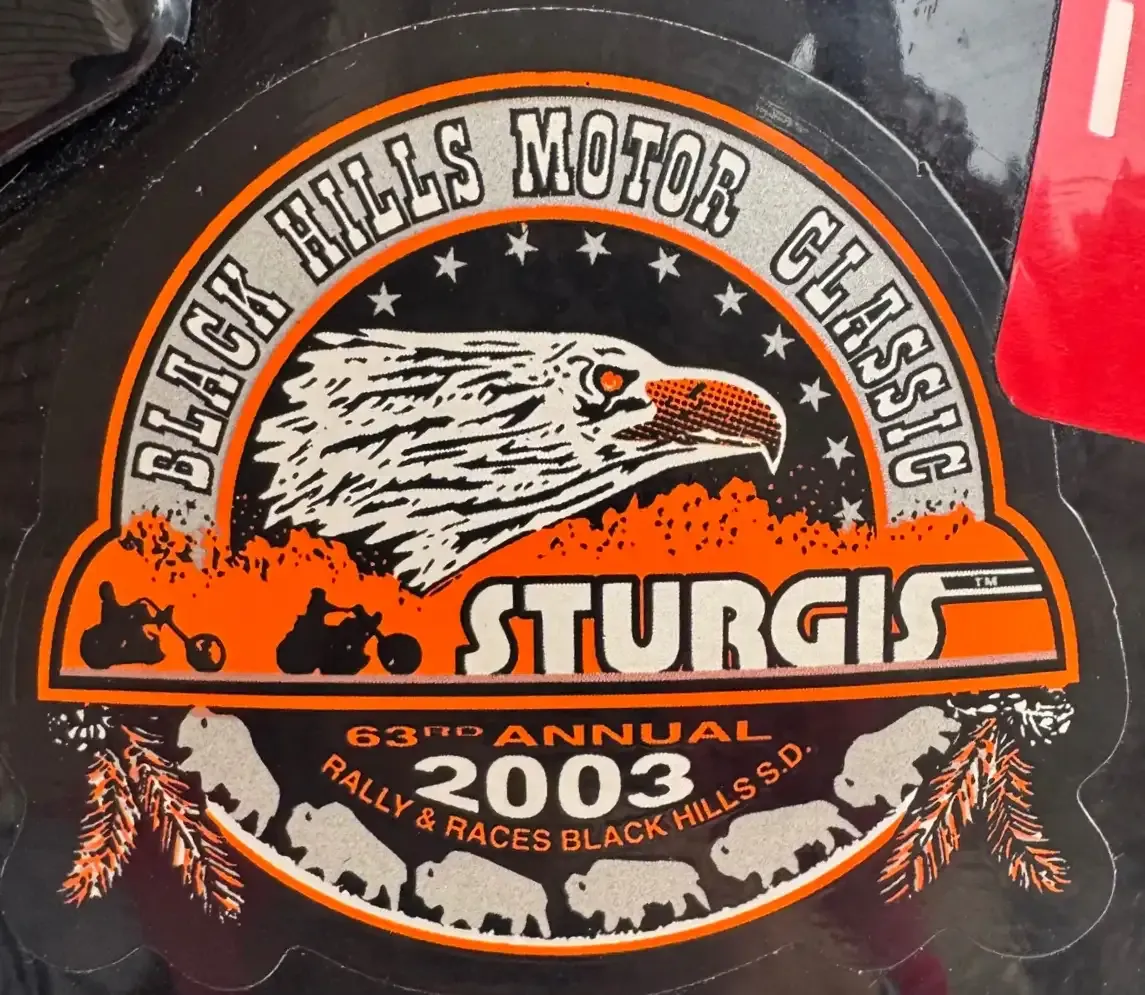 BLACK HILLS MOTOR CLASSIC
STURGIS™
63RD ANNUAL
2003
RALLY & RACES BLACK HILLS S.D.